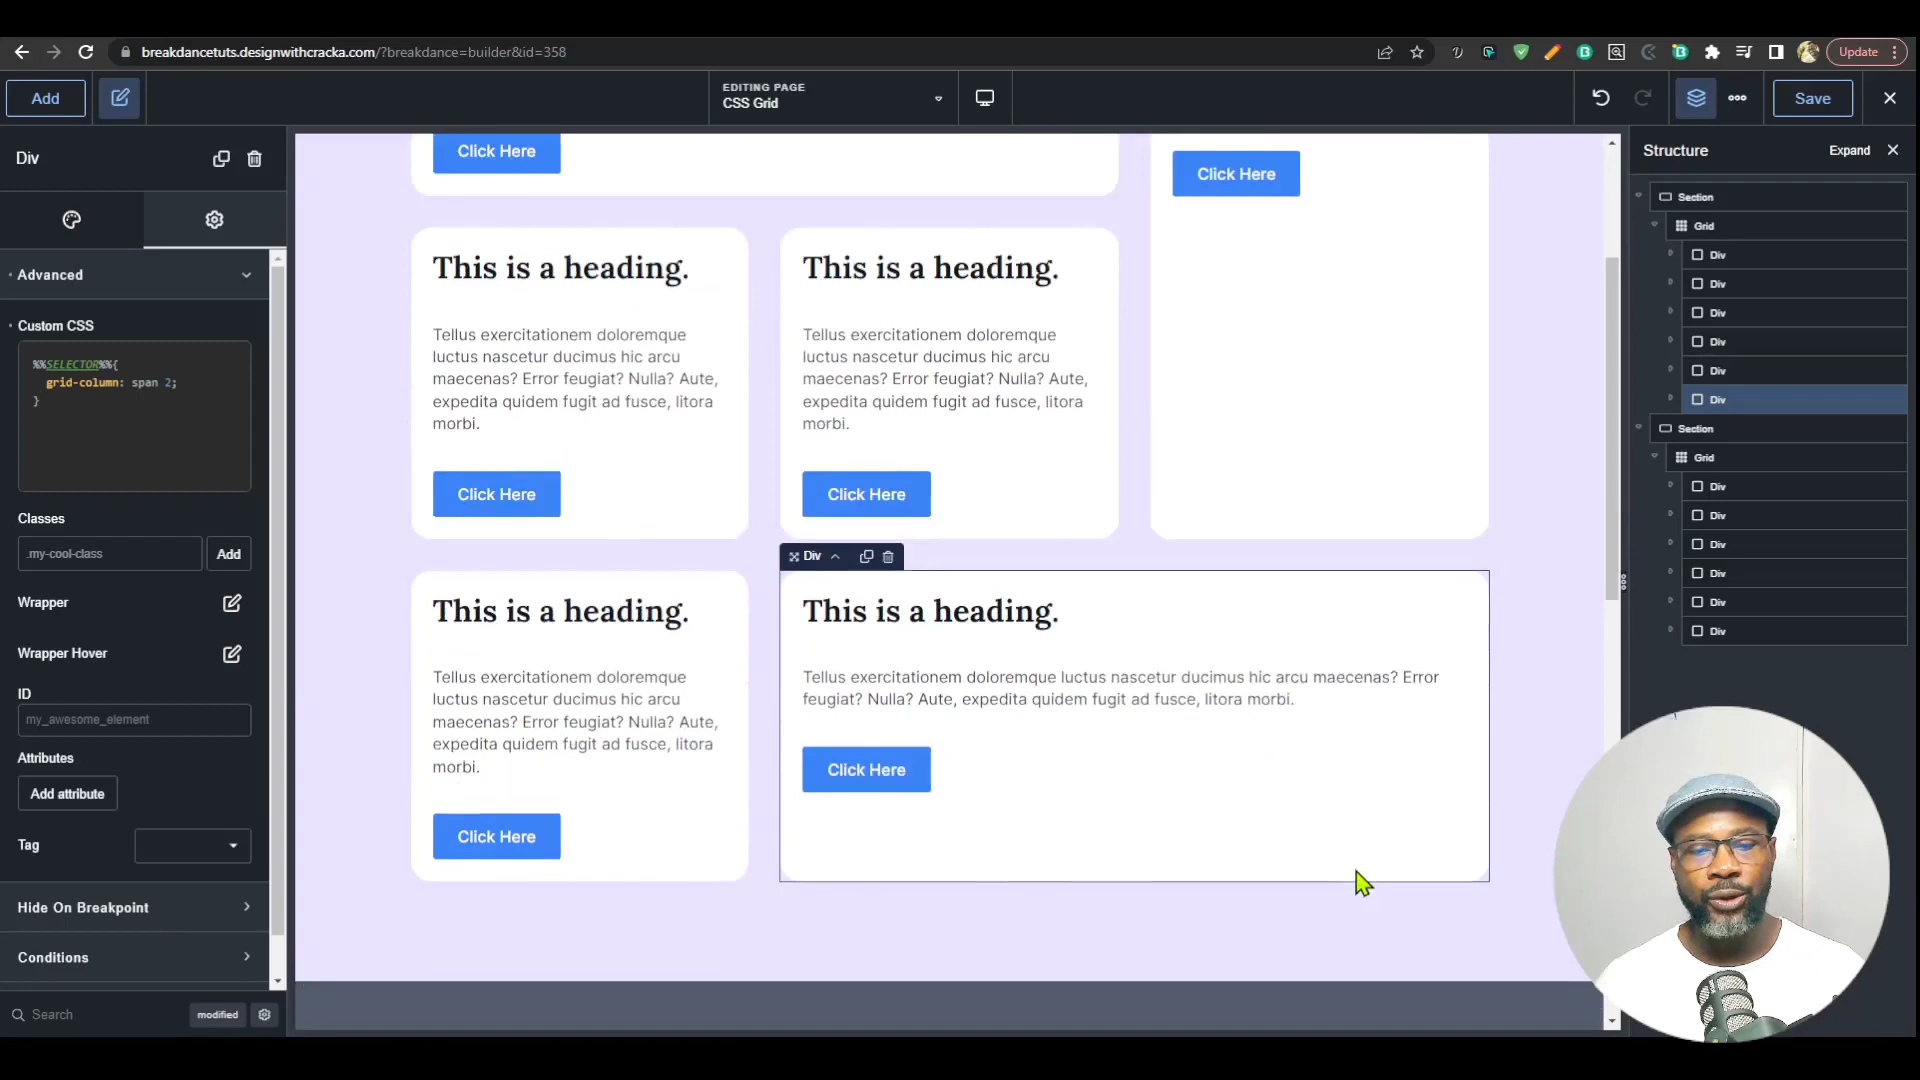 breakdancetuts.designwithcracka.com/?breakdance=builder&id=358
Update
Add
EDITING PAGE
CSS Grid
Save
Div
Advanced
Custom CSS
%%SELECTOR%%{
grid-column: span 2;
}
Classes
.my-cool-class
Add
Wrapper
Wrapper Hover
ID
my_awesome_element
Attributes
Add attribute
Tag
Hide On Breakpoint
Conditions
Search
modified
Click Here
Click Here
This is a heading.
Tellus exercitationem doloremque
luctus nascetur ducimus hic arcu
maecenas? Error feugiat? Nulla? Aute,
expedita quidem fugit ad fusce, litora
morbi.
Click Here
This is a heading.
Tellus exercitationem doloremque
luctus nascetur ducimus hic arcu
maecenas? Error feugiat? Nulla? Aute,
expedita quidem fugit ad fusce, litora
morbi.
Click Here
This is a heading.
Tellus exercitationem doloremque
luctus nascetur ducimus hic arcu
maecenas? Error feugiat? Nulla? Aute,
expedita quidem fugit ad fusce, litora
morbi.
Click Here
Div
This is a heading.
Tellus exercitationem doloremque luctus nascetur ducimus hic arcu maecenas? Error
feugiat? Nulla? Aute, expedita quidem fugit ad fusce, litora morbi.
Click Here
Structure
Expand
Section
Grid
Div
Div
Div
Div
Div
Div
Section
Grid
Div
Div
Div
Div
Div
Div